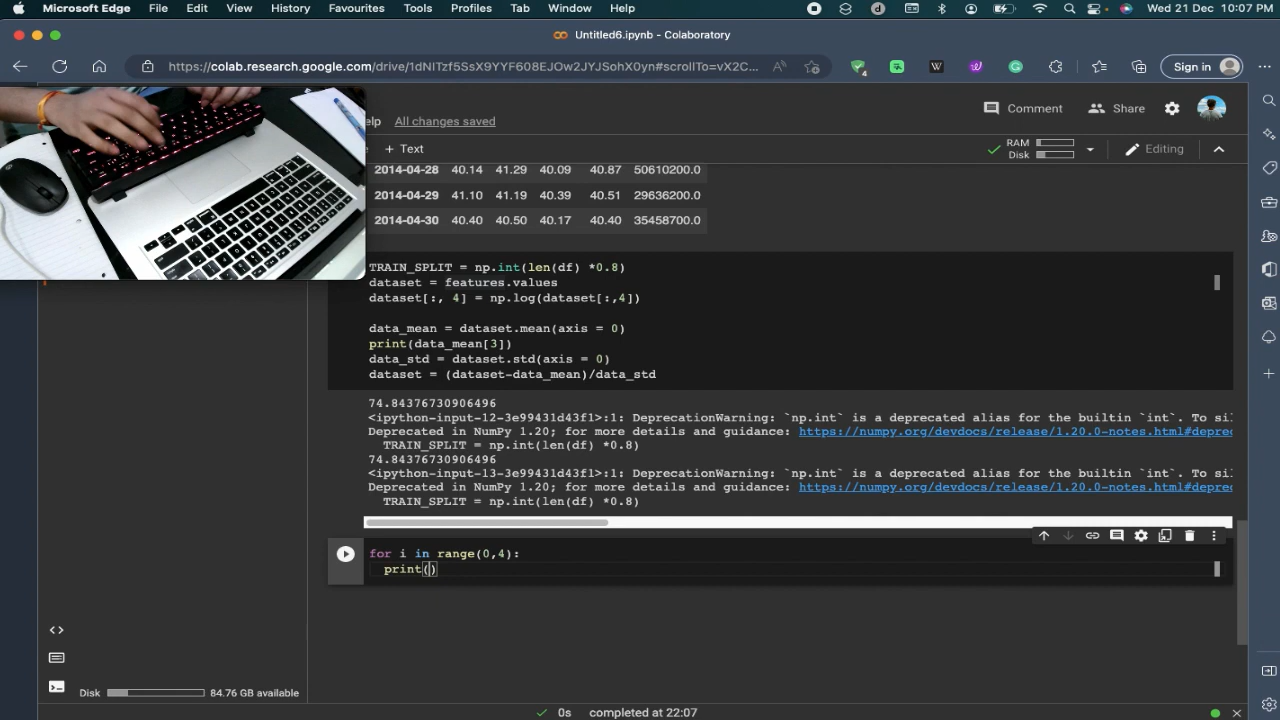 Microsoft Edge File Edit View History Favourites Tools Profiles Tab Window Help Wed 21 Dec 10:07 PM
Untitled6.ipynb - Colaboratory
https://colab.research.google.com/drive/1dNITzf5SsX9YYF608EJOw2JYJSohX0yn#scrollTo=vX2C... Sign in
elp All changes saved Comment Share
+ Text RAM Disk Editing
2014-04-28 40.14 41.29 40.09 40.87 50610200.0
2014-04-29 41.10 41.19 40.39 40.51 29636200.0
2014-04-30 40.40 40.50 40.17 40.40 35458700.0
TRAIN_SPLIT = np.int(len(df) *0.8)
dataset = features.values
dataset[:, 4] = np.log(dataset[:,4])
data_mean = dataset.mean(axis = 0)
print(data_mean[3])
data_std = dataset.std(axis = 0)
dataset = (dataset-data_mean)/data_std
74.84376730906496
<ipython-input-12-3e99431d43f1>:1: DeprecationWarning: `np.int` is a deprecated alias for the builtin `int`. To sil
Deprecated in NumPy 1.20; for more details and guidance: https://numpy.org/devdocs/release/1.20.0-notes.html#deprec
TRAIN_SPLIT = np.int(len(df) *0.8)
74.84376730906496
<ipython-input-13-3e99431d43f1>:1: DeprecationWarning: `np.int` is a deprecated alias for the builtin `int`. To sil
Deprecated in NumPy 1.20; for more details and guidance: https://numpy.org/devdocs/release/1.20.0-notes.html#deprec
TRAIN_SPLIT = np.int(len(df) *0.8)
for i in range(0,4):
print()
Disk 84.76 GB available
0s completed at 22:07